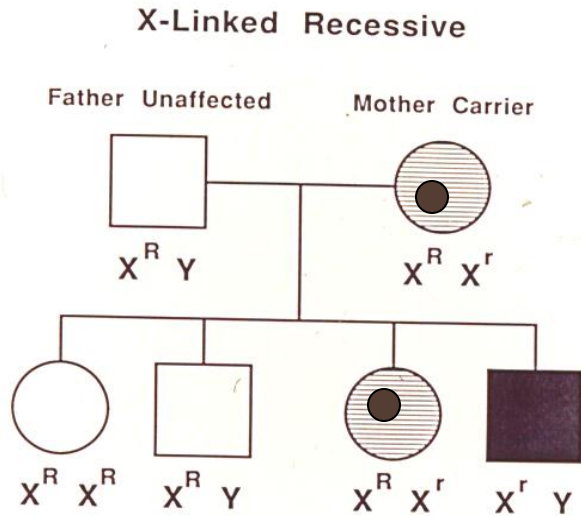 X-Linked Recessive
Father Unaffected Mother Carrier
X^R Y X^R X^r
X^R X^R X^R Y X^R X^r X^r Y